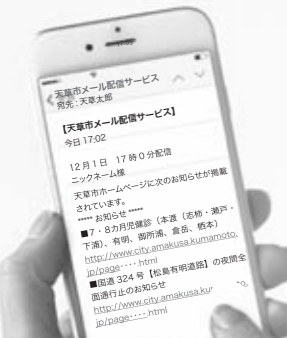 天草市メール配信サービス
宛先：天草太郎
【天草市メール配信サービス】
今日 17:02
12月1日 17時0分配信
ニックネーム様
天草市ホームページに次のお知らせが掲載
されています。
***** お知らせ *****
■7・8カ月児健診（本渡（志柿・瀬戸・
下浦）、有明、御所浦、倉岳、栖本）
http://www.city.amakusa.kumamoto.
jp/page‥‥.html
■国道324号【松島有明道路】の夜間全
面通行止のお知らせ
http://www.city.amakusa.ku
jp/page‥‥.html